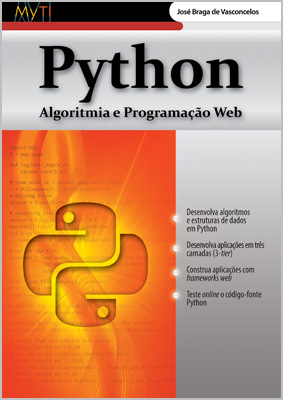 MYTI
José Braga de Vasconcelos
Python
Algoritmia e Programação Web
Desenvolva algoritmos
e estruturas de dados
em Python
Desenvolva aplicações em três
camadas (3-tier)
Construa aplicações com
frameworks web
Teste online o código-fonte
Python